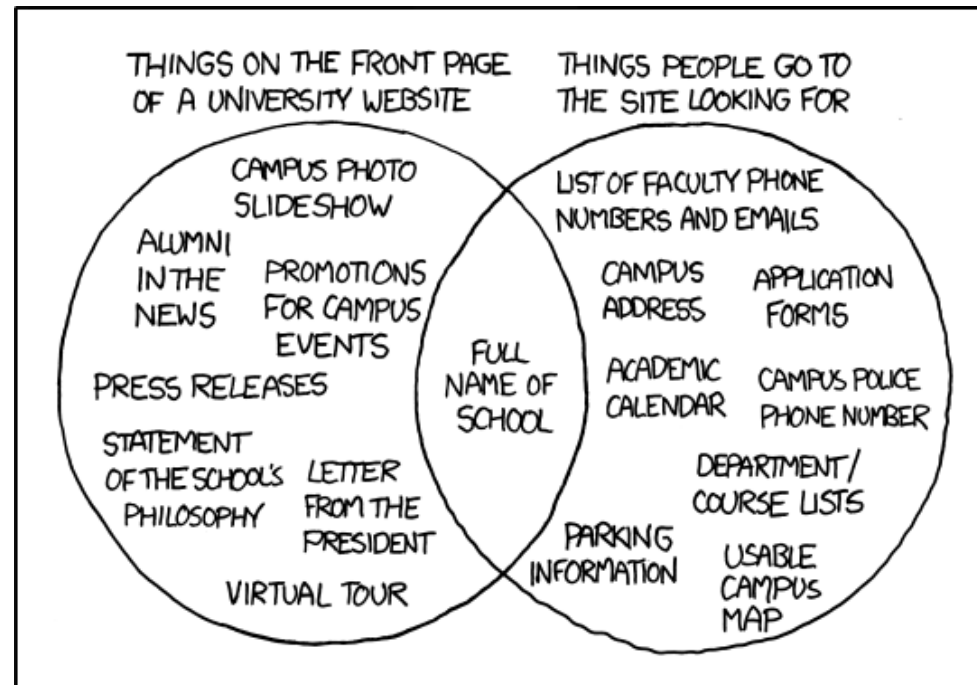 THINGS ON THE FRONT PAGE
OF A UNIVERSITY WEBSITE
THINGS PEOPLE GO TO
THE SITE LOOKING FOR
CAMPUS PHOTO
SLIDESHOW
ALUMNI
IN THE
NEWS
PROMOTIONS
FOR CAMPUS
EVENTS
PRESS RELEASES
STATEMENT
OF THE SCHOOL'S
PHILOSOPHY
LETTER
FROM THE
PRESIDENT
VIRTUAL TOUR
FULL
NAME OF
SCHOOL
LIST OF FACULTY PHONE
NUMBERS AND EMAILS
CAMPUS
ADDRESS
APPLICATION
FORMS
ACADEMIC
CALENDAR
CAMPUS POLICE
PHONE NUMBER
DEPARTMENT/
COURSE LISTS
PARKING
INFORMATION
USABLE
CAMPUS
MAP